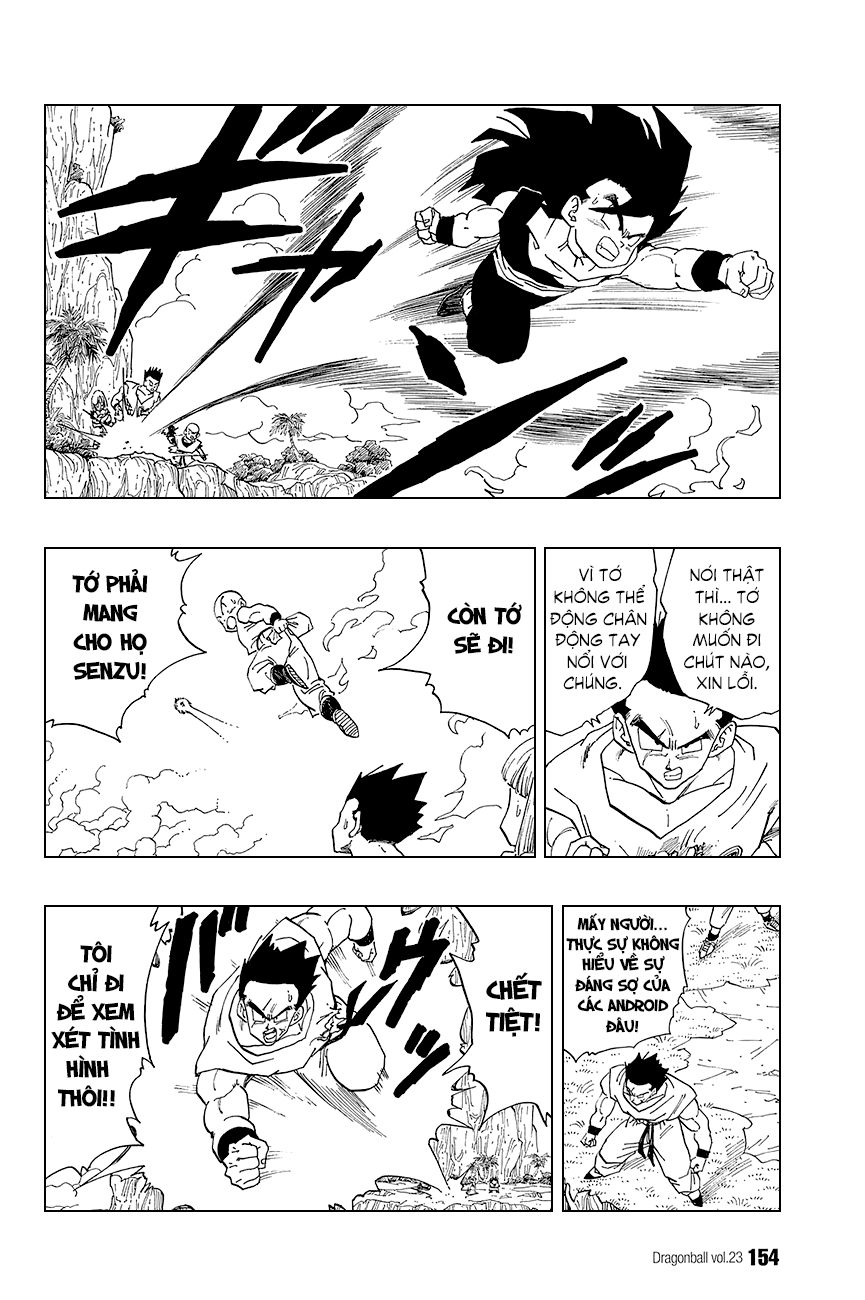 NÓI THẬT
THÌ... TỚ
KHÔNG
MUỐN ĐI
CHÚT NÀO,
XIN LỖI.
VÌ TỚ
KHÔNG THỂ
ĐỘNG CHÂN
ĐỘNG TAY
NỔI VỚI
CHÚNG.
CÒN TỚ
SẼ ĐI!
TỚ PHẢI
MANG
CHO HỌ
SENZU!
MẤY NGƯỜI...
THỰC SỰ KHÔNG
HIỂU VỀ SỰ
ĐÁNG SỢ CỦA
CÁC ANDROID
ĐÂU!
CHẾT
TIỆT!
TÔI
CHỈ ĐI
ĐỂ XEM
XÉT TÌNH
HÌNH
THÔI!!
Dragonball vol.23 154